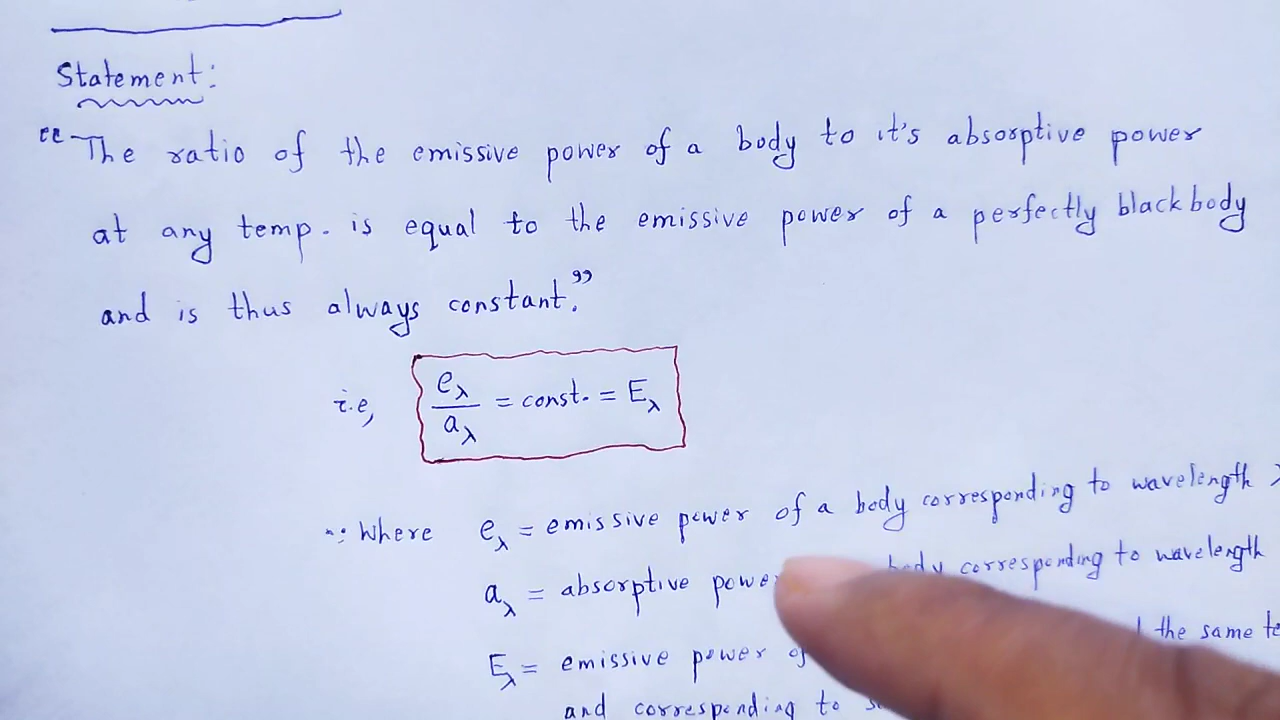 Statement:
“The ratio of the emissive power of a body to it's absorptive power
at any temp. is equal to the emissive power of a perfectly blackbody
and is thus always constant.”
i.e, eλ/aλ = const. = Eλ
∴ Where eλ = emissive power of a body corresponding to wavelength λ
aλ = absorptive power body corresponding to wavelength
Eλ = emissive power of the same
and corresponding to